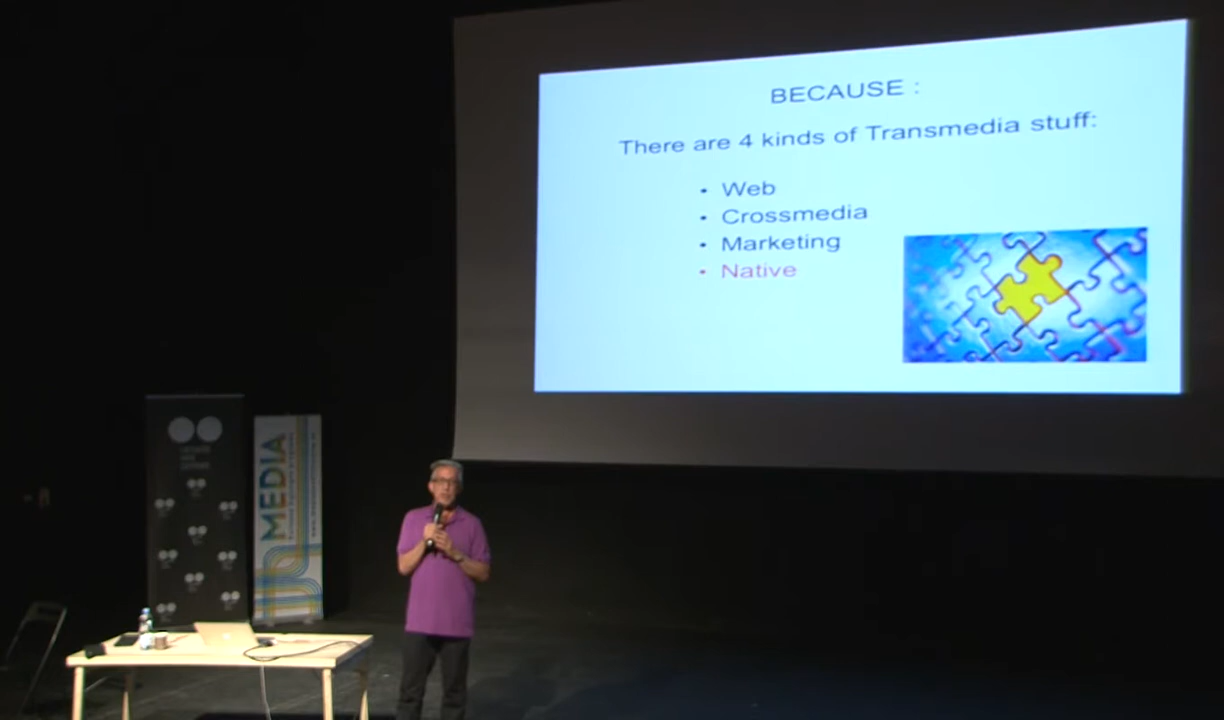 BECAUSE :
There are 4 kinds of Transmedia stuff:
• Web
• Crossmedia
• Marketing
• Native
MEDIA